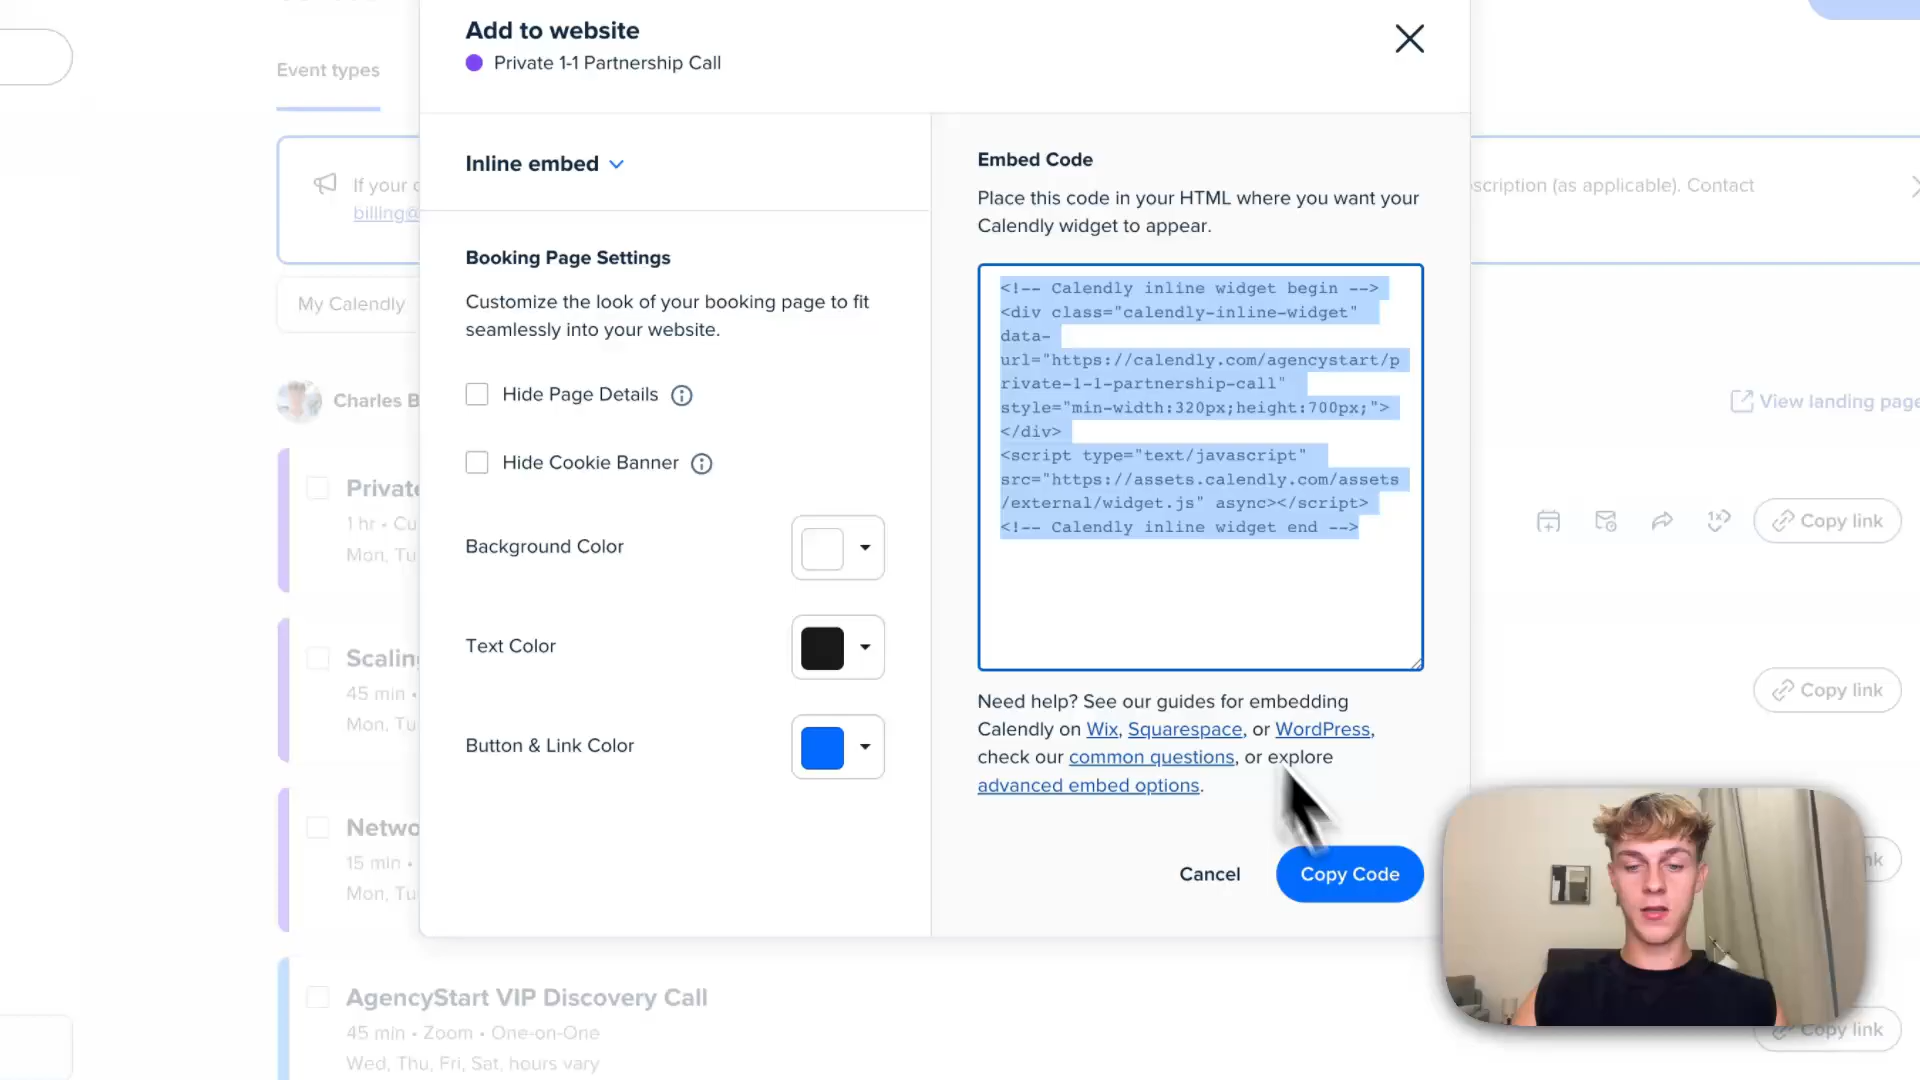 Add to website
Private 1-1 Partnership Call
Event types
Inline embed
Embed Code
Place this code in your HTML where you want your
Calendly widget to appear.
If your
billing@
scription (as applicable). Contact
Booking Page Settings
Customize the look of your booking page to fit
seamlessly into your website.
<!-- Calendly inline widget begin -->
<div class="calendly-inline-widget"
data-
url="https://calendly.com/agencystart/p
rivate-1-1-partnership-call"
style="min-width:320px;height:700px;">
</div>
<script type="text/javascript"
src="https://assets.calendly.com/assets
/external/widget.js" async></script>
<!-- Calendly inline widget end -->
My Calendly
Hide Page Details
Hide Cookie Banner
Charles B
View landing page
Background Color
Text Color
Button & Link Color
Private
1 hr • Cu
Mon, Tu
Copy link
Scaling
45 min •
Mon, Tu
Copy link
Need help? See our guides for embedding
Calendly on Wix, Squarespace, or WordPress,
check our common questions, or explore
advanced embed options.
Netwo
15 min •
Mon, Tu
Cancel
Copy Code
AgencyStart VIP Discovery Call
45 min • Zoom • One-on-One
Wed, Thu, Fri, Sat, hours vary
Copy link